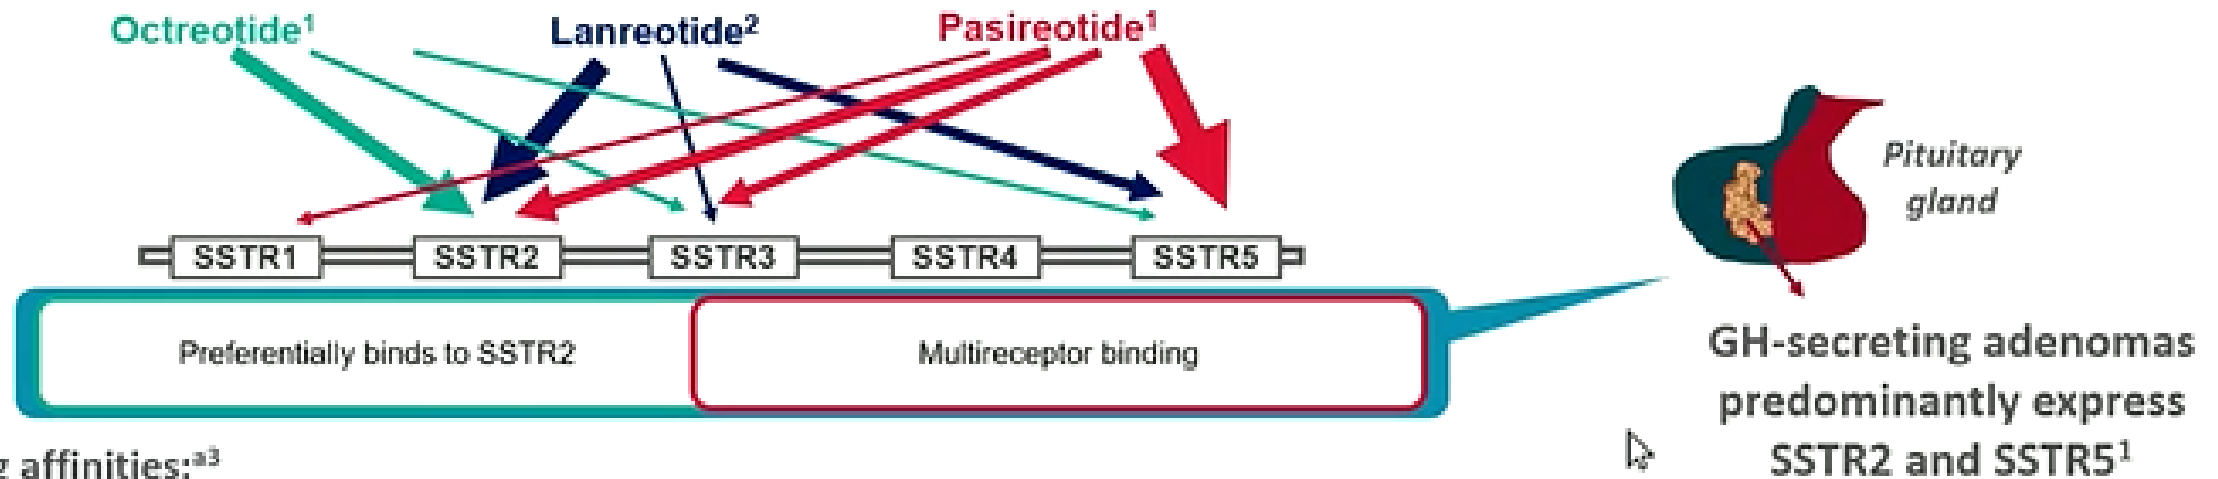 Octreotide¹ Lanreotide² Pasireotide¹
SSTR1 SSTR2 SSTR3 SSTR4 SSTR5
Preferentially binds to SSTR2 Multireceptor binding
Pituitary
gland
GH-secreting adenomas
predominantly express
SSTR2 and SSTR5¹
affinities:ᵃ³